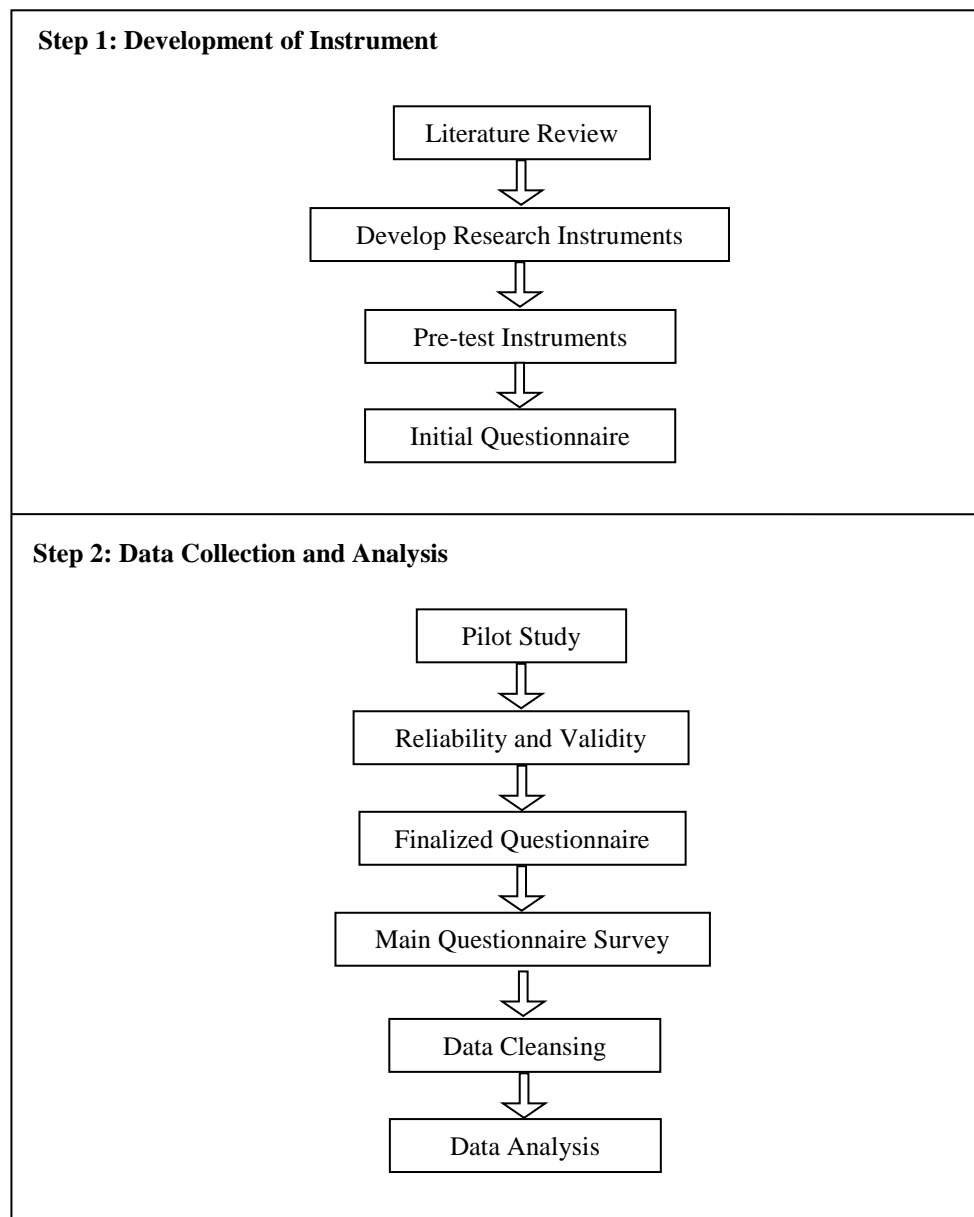 Step 1: Development of Instrument
Literature Review
Develop Research Instruments
Pre-test Instruments
Initial Questionnaire
Step 2: Data Collection and Analysis
Pilot Study
Reliability and Validity
Finalized Questionnaire
Main Questionnaire Survey
Data Cleansing
Data Analysis